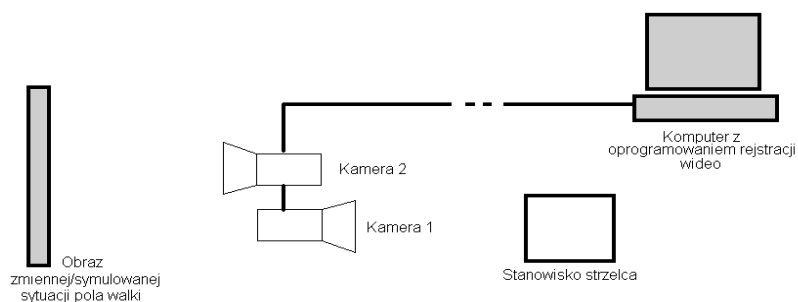 Komputer z
oprogramowaniem rejstracji
wideo
Kamera 2
Kamera 1
Stanowisko strzelca
Obraz
zmiennej/symulowanej
sytuacji pola walki